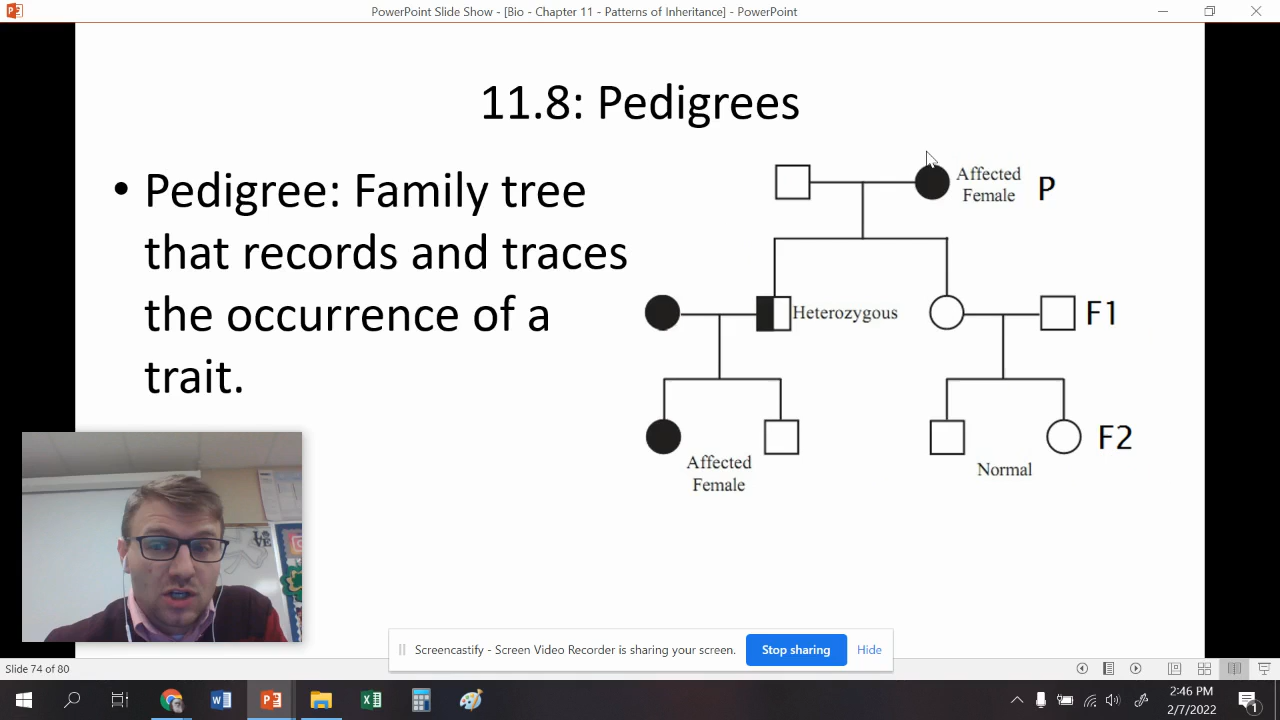 PowerPoint Slide Show - [Bio - Chapter 11 - Patterns of Inheritance] - PowerPoint
11.8: Pedigrees
• Pedigree: Family tree
that records and traces
the occurrence of a
trait.
Affected
Female
P
Heterozygous
F1
F2
Affected
Female
Normal
Screencastify - Screen Video Recorder is sharing your screen.
Stop sharing
Hide
Slide 74 of 80
2:46 PM
2/7/2022
1